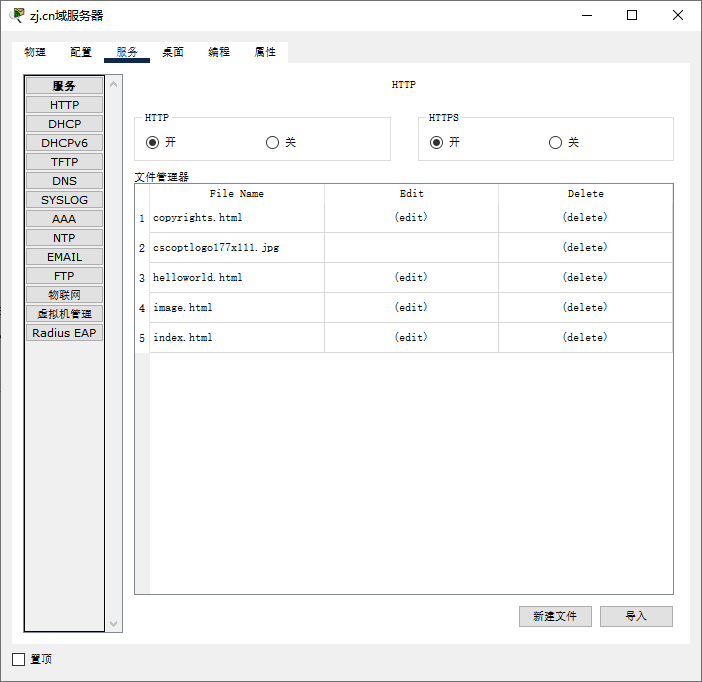 zj.cn域服务器
物理 配置 服务 桌面 编程 属性
服务
HTTP
DHCP
DHCPv6
TFTP
DNS
SYSLOG
AAA
NTP
EMAIL
FTP
物联网
虚拟机管理
Radius EAP
HTTP
HTTP
开 关
HTTPS
开 关
文件管理器
File Name Edit Delete
1 copyrights.html (edit) (delete)
2 cscoptlogo177x111.jpg (delete)
3 helloworld.html (edit) (delete)
4 image.html (edit) (delete)
5 index.html (edit) (delete)
新建文件 导入
置顶